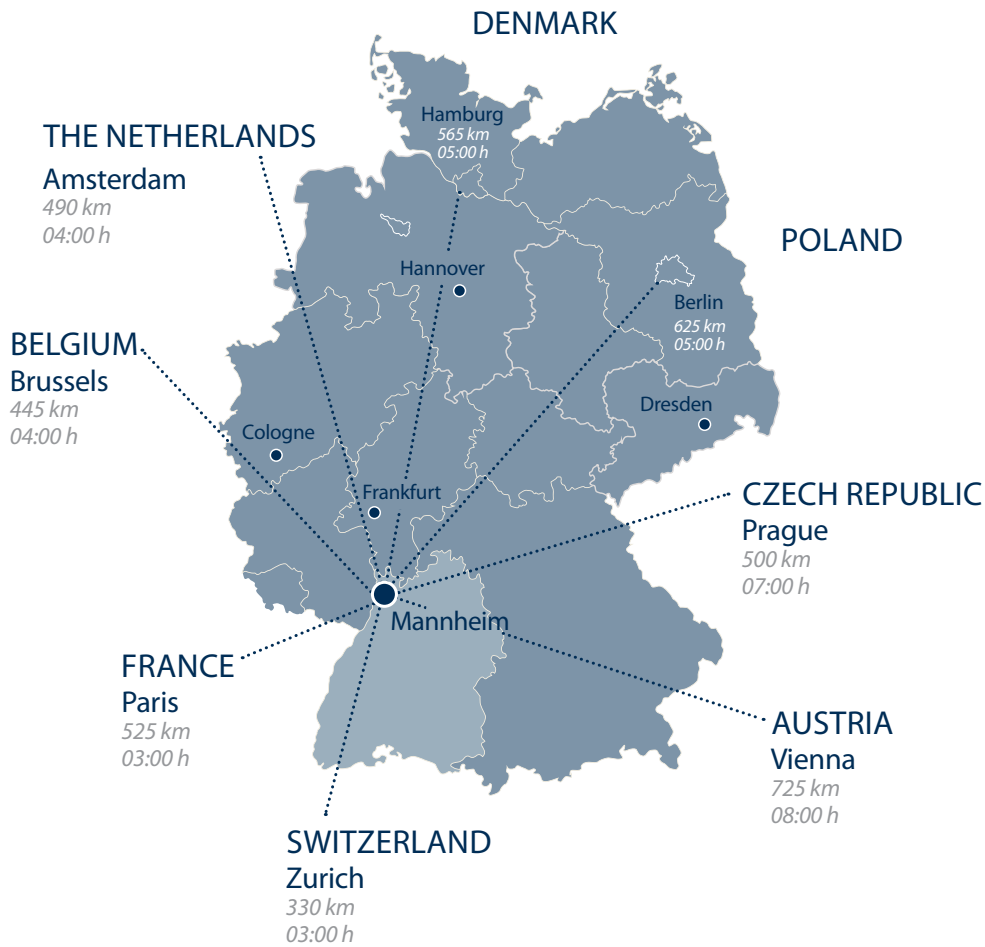 DENMARK
Hamburg
565 km
05:00 h
THE NETHERLANDS
Amsterdam
490 km
04:00 h
POLAND
Hannover
Berlin
625 km
05:00 h
BELGIUM
Brussels
445 km
04:00 h
Dresden
Cologne
Frankfurt
CZECH REPUBLIC
Prague
500 km
07:00 h
Mannheim
FRANCE
Paris
525 km
03:00 h
AUSTRIA
Vienna
725 km
08:00 h
SWITZERLAND
Zurich
330 km
03:00 h